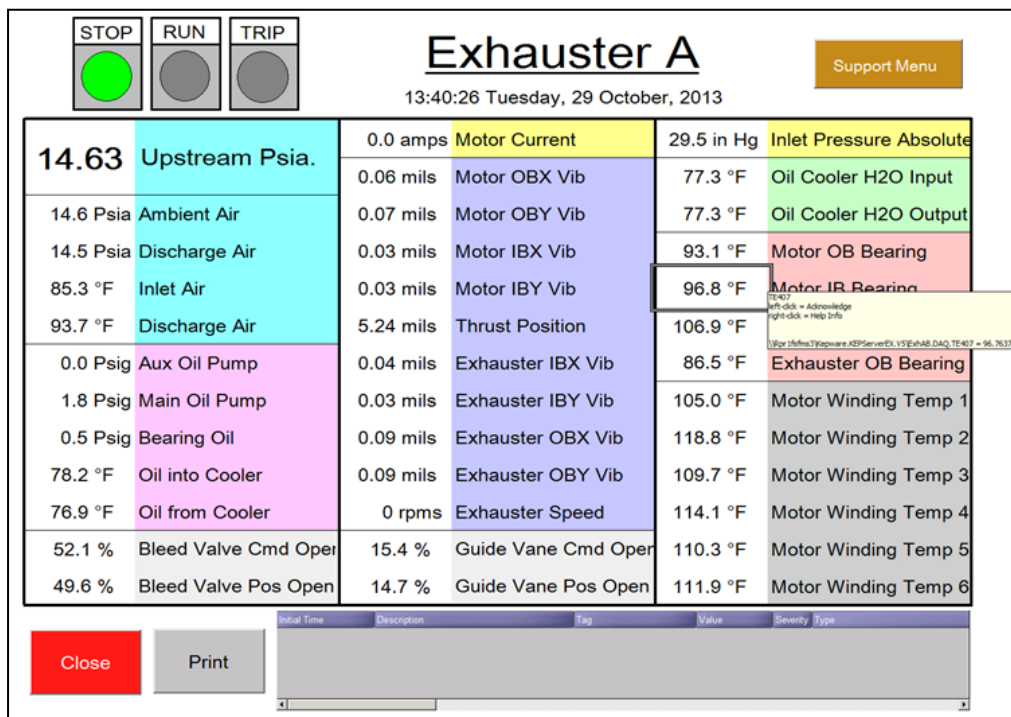 STOP RUN TRIP
Exhauster A
Support Menu
13:40:26 Tuesday, 29 October, 2013
14.63 Upstream Psia.
14.6 Psia Ambient Air
14.5 Psia Discharge Air
85.3 °F Inlet Air
93.7 °F Discharge Air
0.0 Psig Aux Oil Pump
1.8 Psig Main Oil Pump
0.5 Psig Bearing Oil
78.2 °F Oil into Cooler
76.9 °F Oil from Cooler
52.1 % Bleed Valve Cmd Open
49.6 % Bleed Valve Pos Open
0.0 amps Motor Current
0.06 mils Motor OBX Vib
0.07 mils Motor OBY Vib
0.03 mils Motor IBX Vib
0.03 mils Motor IBY Vib
5.24 mils Thrust Position
0.04 mils Exhauster IBX Vib
0.03 mils Exhauster IBY Vib
0.09 mils Exhauster OBX Vib
0.09 mils Exhauster OBY Vib
0 rpms Exhauster Speed
15.4 % Guide Vane Cmd Open
14.7 % Guide Vane Pos Open
29.5 in Hg Inlet Pressure Absolute
77.3 °F Oil Cooler H2O Input
77.3 °F Oil Cooler H2O Output
93.1 °F Motor OB Bearing
96.8 °F Motor IB Bearing
TE407
left-click = Acknowledge
right-click = Help Info
\\Rpr1fsfms3\Kepware.KEPServerEX.V5\ExhAB.DAQ.TE407 = 96.7637
106.9 °F
86.5 °F Exhauster OB Bearing
105.0 °F Motor Winding Temp 1
118.8 °F Motor Winding Temp 2
109.7 °F Motor Winding Temp 3
114.1 °F Motor Winding Temp 4
110.3 °F Motor Winding Temp 5
111.9 °F Motor Winding Temp 6
Close
Print
Initial Time Description Tag Value Severity Type